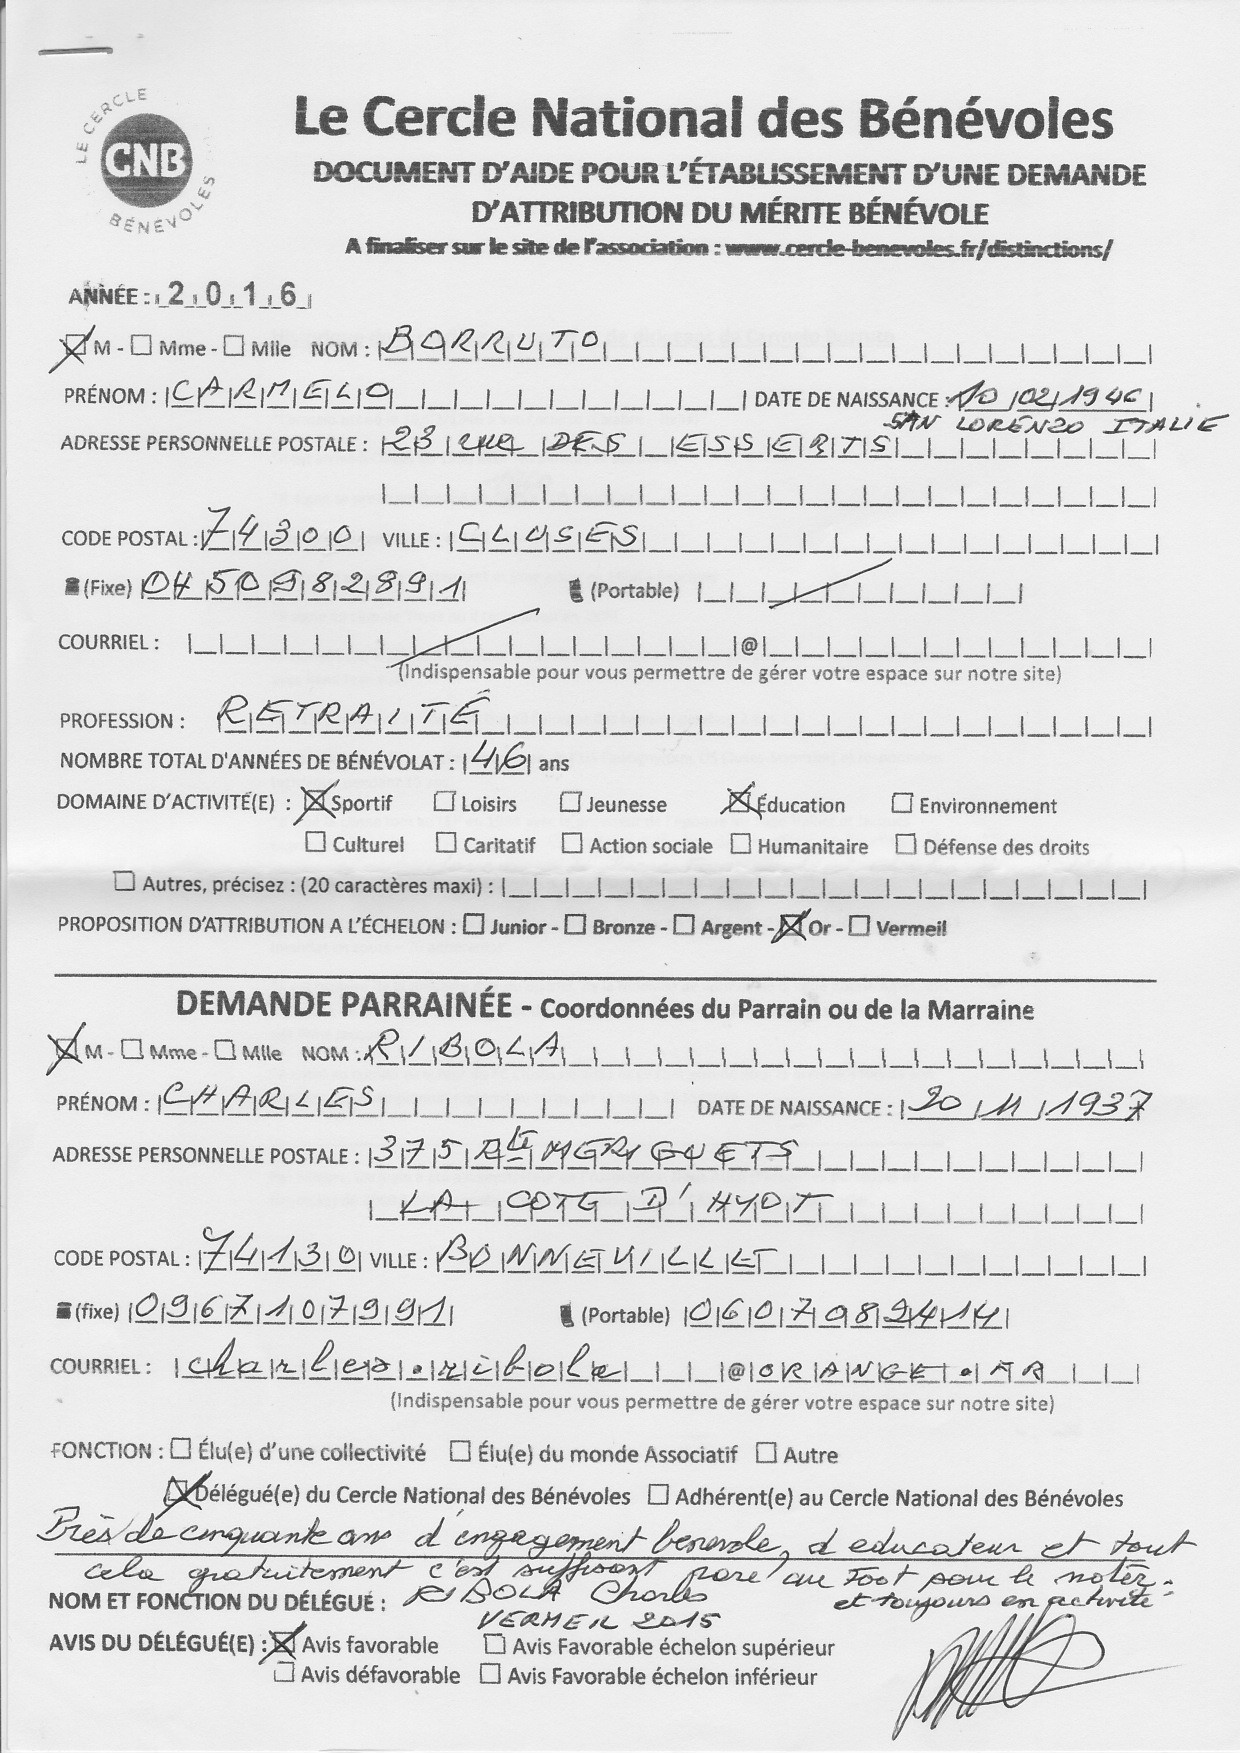 LE CERCLE
CNB
BÉNÉVOLES
Le Cercle National des Bénévoles
DOCUMENT D'AIDE POUR L'ÉTABLISSEMENT D'UNE DEMANDE
D'ATTRIBUTION DU MÉRITE BÉNÉVOLE
A finaliser sur le site de l'association : www.cercle-benevoles.fr/distinctions/
ANNÉE : 2016
☒ M - ☐ Mme - ☐ Mlle NOM : BORRUTO
PRÉNOM : CARMELO DATE DE NAISSANCE : 10 02 1946
SAN LORENZO ITALIE
ADRESSE PERSONNELLE POSTALE : 23 rue DES ESSERTS
CODE POSTAL : 74300 VILLE : CLUSES
(Fixe) 0450982891 (Portable)
COURRIEL : @
(Indispensable pour vous permettre de gérer votre espace sur notre site)
PROFESSION : RETRAITÉ
NOMBRE TOTAL D'ANNÉES DE BÉNÉVOLAT : 46 ans
DOMAINE D'ACTIVITÉ(E) : ☒ Sportif ☐ Loisirs ☐ Jeunesse ☒ Éducation ☐ Environnement
☐ Culturel ☐ Caritatif ☐ Action sociale ☐ Humanitaire ☐ Défense des droits
☐ Autres, précisez : (20 caractères maxi) :
PROPOSITION D'ATTRIBUTION A L'ÉCHELON : ☐ Junior - ☐ Bronze - ☐ Argent - ☒ Or - ☐ Vermeil
DEMANDE PARRAINÉE - Coordonnées du Parrain ou de la Marraine
☒ M - ☐ Mme - ☐ Mlle NOM : RIBOLA
PRÉNOM : CHARLES DATE DE NAISSANCE : 20 11 1937
ADRESSE PERSONNELLE POSTALE : 375 Rte MERIGUETS
LA COTE D'HYOT
CODE POSTAL : 74130 VILLE : BONNEVILLE
(fixe) 0967107991 (Portable) 0607982414
COURRIEL : charles.ribola @ ORANGE.FR
(Indispensable pour vous permettre de gérer votre espace sur notre site)
FONCTION : ☐ Élu(e) d'une collectivité ☐ Élu(e) du monde Associatif ☐ Autre
☒ Délégué(e) du Cercle National des Bénévoles ☐ Adhérent(e) au Cercle National des Bénévoles
Près de cinquante ans d'engagement benevole, d educateur et tout
cela gratuitement c'est suffisant rare au Foot pour le noter.
et toujours en activité
NOM ET FONCTION DU DÉLÉGUÉ : RIBOLA Charles
VERMEIL 2015
AVIS DU DÉLÉGUÉ(E) : ☒ Avis favorable ☐ Avis Favorable échelon supérieur
☐ Avis défavorable ☐ Avis Favorable échelon inférieur